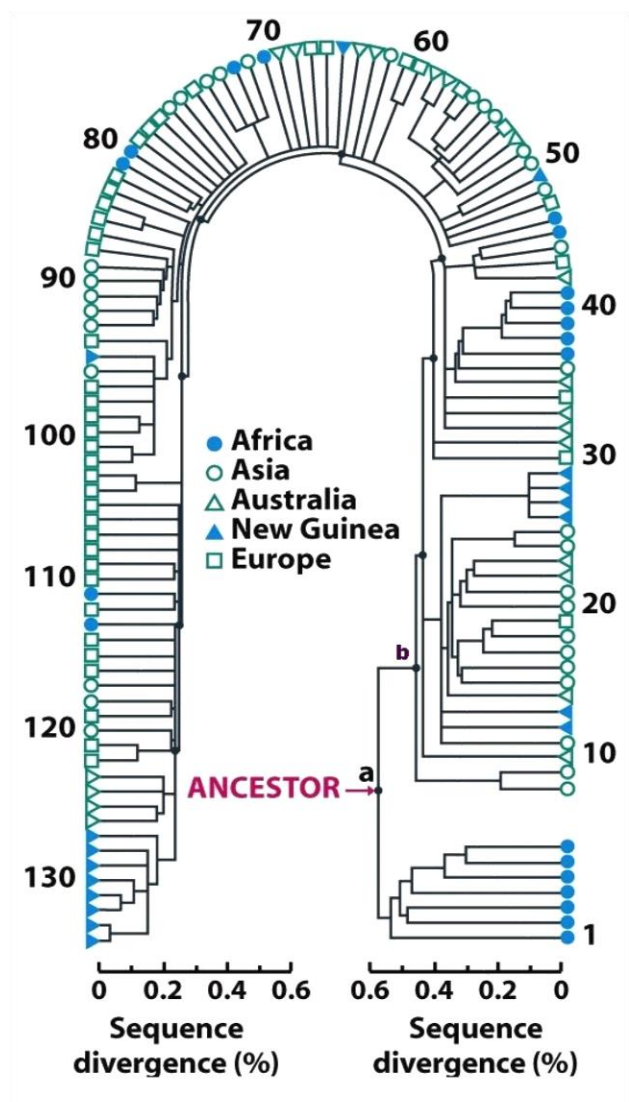 70
60
80
50
90
40
100
Africa
Asia
Australia
New Guinea
Europe
30
110
20
b
120
10
ANCESTOR
a
130
1
0 0.2 0.4 0.6
0.6 0.4 0.2 0
Sequence
divergence (%)
Sequence
divergence (%)